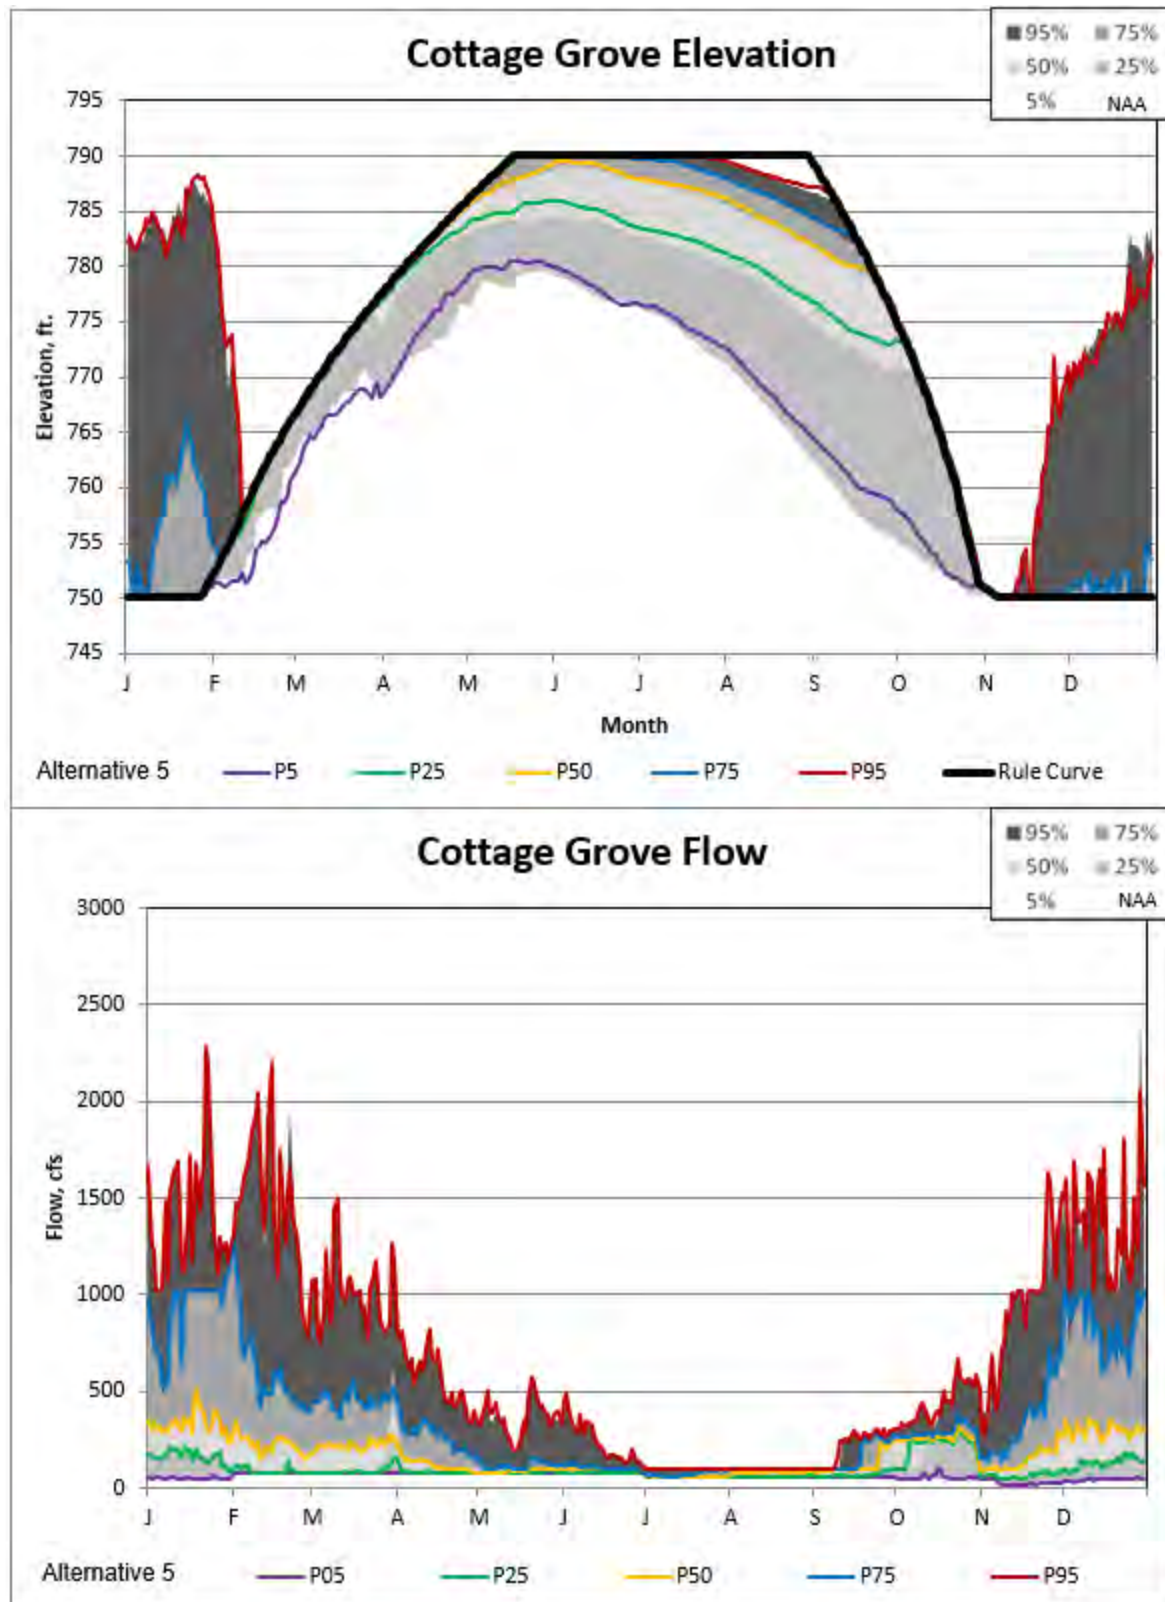 Cottage Grove Elevation
95% 75%
50% 25%
5% NAA
795
790
785
780
775
770
765
760
755
750
745
Elevation, ft.
J F M A M J J A S O N D
Month
Alternative 5 P5 P25 P50 P75 P95 Rule Curve
Cottage Grove Flow
95% 75%
50% 25%
5% NAA
3000
2500
2000
1500
1000
500
0
Flow, cfs
J F M A M J J A S O N D
Alternative 5 P05 P25 P50 P75 P95